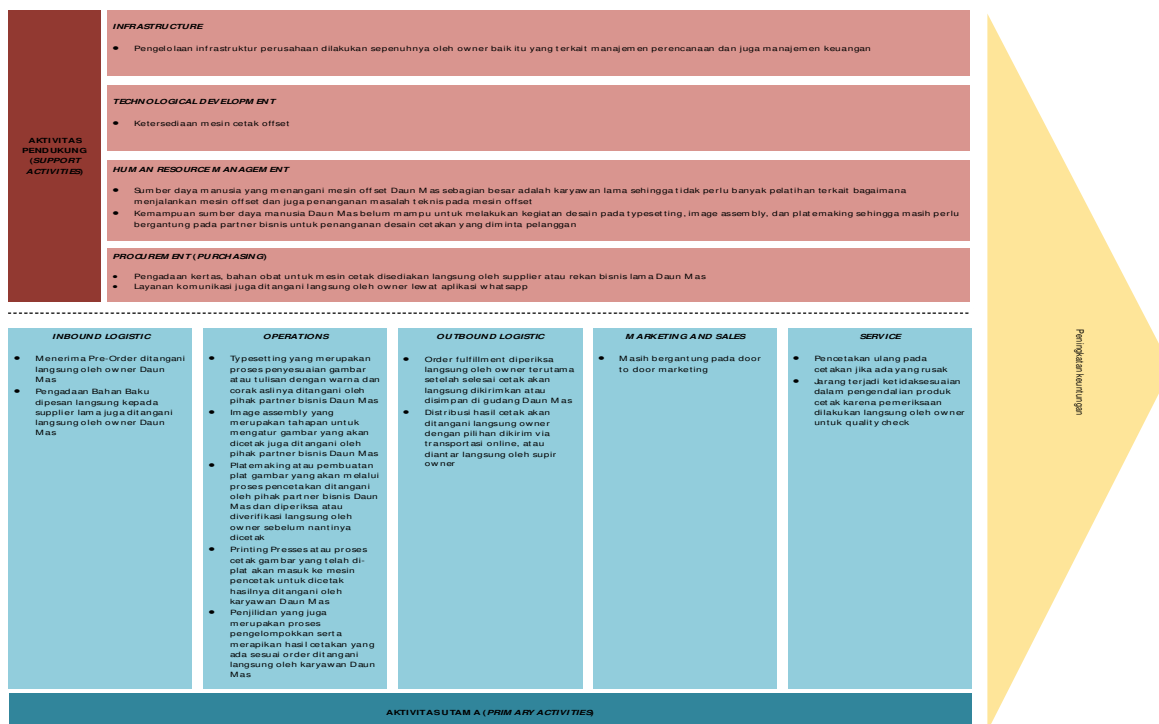 INFRASTRUCTURE
• Pengelolaan infrastruktur perusahaan dilakukan sepenuhnya oleh owner baik itu yang terkait manajemen perencanaan dan juga manajemen keuangan
TECHNOLOGICAL DEVELOPMENT
• Ketersediaan mesin cetak offset
AKTIVITAS
PENDUKUNG
(SUPPORT
ACTIVITIES)
HUMAN RESOURCE MANAGEMENT
• Sumber daya manusia yang menangani mesin offset Daun Mas sebagian besar adalah karyawan lama sehingga tidak perlu banyak pelatihan terkait bagaimana
menjalankan mesin offset dan juga penanganan masalah teknis pada mesin offset
• Kemampuan sumber daya manusia Daun Mas belum mampu untuk melakukan kegiatan desain pada typesetting, image assembly, dan platemaking sehingga masih perlu
bergantung pada partner bisnis untuk penanganan desain cetakan yang diminta pelanggan
PROCUREMENT (PURCHASING)
• Pengadaan kertas, bahan obat untuk mesin cetak disediakan langsung oleh supplier atau rekan bisnis lama Daun Mas
• Layanan komunikasi juga ditangani langsung oleh owner lewat aplikasi whatsapp
INBOUND LOGISTIC
• Menerima Pre-Order ditangani
langsung oleh owner Daun
Mas
• Pengadaan Bahan Baku
dipesan langsung kepada
supplier lama juga ditangani
langsung oleh owner Daun
Mas
OPERATIONS
• Typesetting yang merupakan
proses penyesuaian gambar
atau tulisan dengan warna dan
corak aslinya ditangani oleh
pihak partner bisnis Daun Mas
• Image assembly yang
merupakan tahapan untuk
mengatur gambar yang akan
dicetak juga ditangani oleh
pihak partner bisnis Daun Mas
• Platemaking atau pembuatan
plat gambar yang akan melalui
proses pencetakan ditangani
oleh pihak partner bisnis Daun
Mas dan diperiksa atau
diverifikasi langsung oleh
owner sebelum nantinya
dicetak
• Printing Presses atau proses
cetak gambar yang telah di-
plat akan masuk ke mesin
pencetak untuk dicetak
hasilnya ditangani oleh
karyawan Daun Mas
• Penjilidan yang juga
merupakan proses
pengelompokkan serta
merapikan hasil cetakan yang
ada sesuai order ditangani
langsung oleh karyawan Daun
Mas
OUTBOUND LOGISTIC
• Order fulfillment diperiksa
langsung oleh owner terutama
setelah selesai cetak akan
langsung dikirimkan atau
disimpan di gudang Daun Mas
• Distribusi hasil cetak akan
ditangani langsung owner
dengan pilihan dikirim via
transportasi online, atau
diantar langsung oleh supir
owner
MARKETING AND SALES
• Masih bergantung pada door
to door marketing
SERVICE
• Pencetakan ulang pada
cetakan jika ada yang rusak
• Jarang terjadi ketidaksesuaian
dalam pengendalian produk
cetak karena pemeriksaan
dilakukan langsung oleh owner
untuk quality check
Peningkatan keuntungan
AKTIVITAS UTAMA (PRIMARY ACTIVITIES)